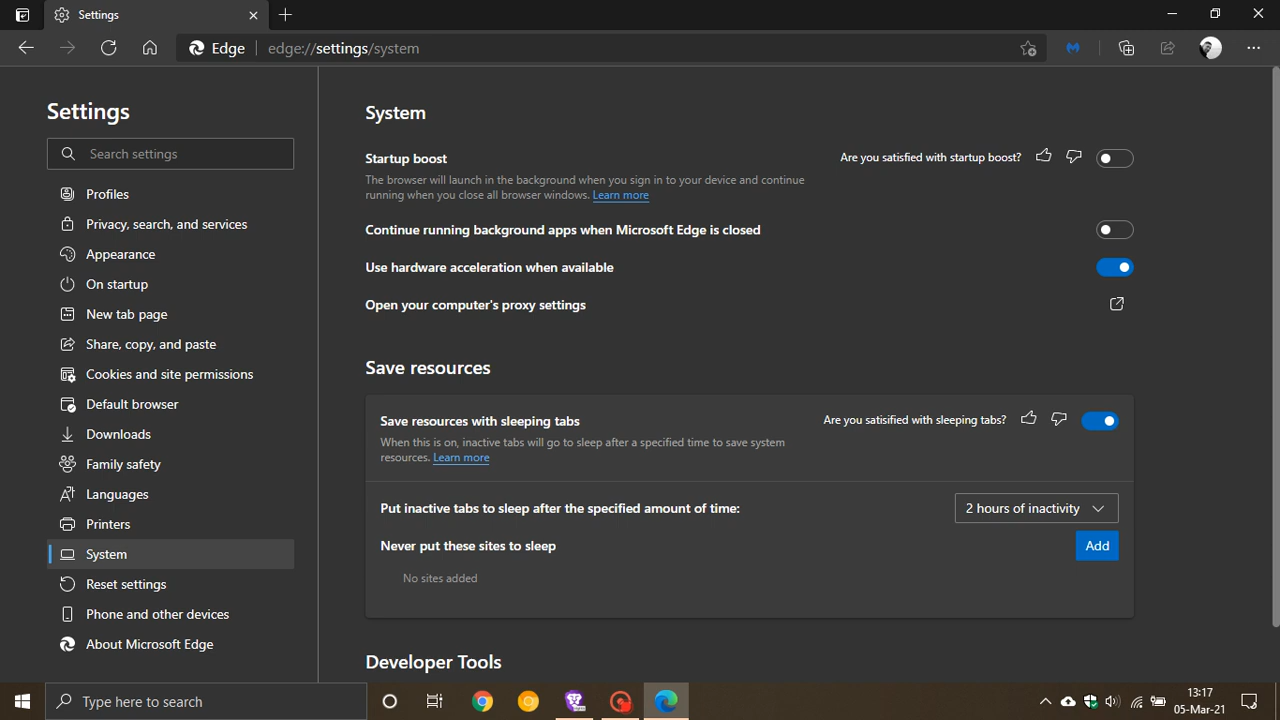 Settings
Edge
edge://settings/system
Settings
Search settings
Profiles
Privacy, search, and services
Appearance
On startup
New tab page
Share, copy, and paste
Cookies and site permissions
Default browser
Downloads
Family safety
Languages
Printers
System
Reset settings
Phone and other devices
About Microsoft Edge
System
Startup boost
Are you satisfied with startup boost?
The browser will launch in the background when you sign in to your device and continue
running when you close all browser windows. Learn more
Continue running background apps when Microsoft Edge is closed
Use hardware acceleration when available
Open your computer's proxy settings
Save resources
Save resources with sleeping tabs
Are you satisified with sleeping tabs?
When this is on, inactive tabs will go to sleep after a specified time to save system
resources. Learn more
Put inactive tabs to sleep after the specified amount of time:
2 hours of inactivity
Never put these sites to sleep
Add
No sites added
Developer Tools
Type here to search
13:17
05-Mar-21